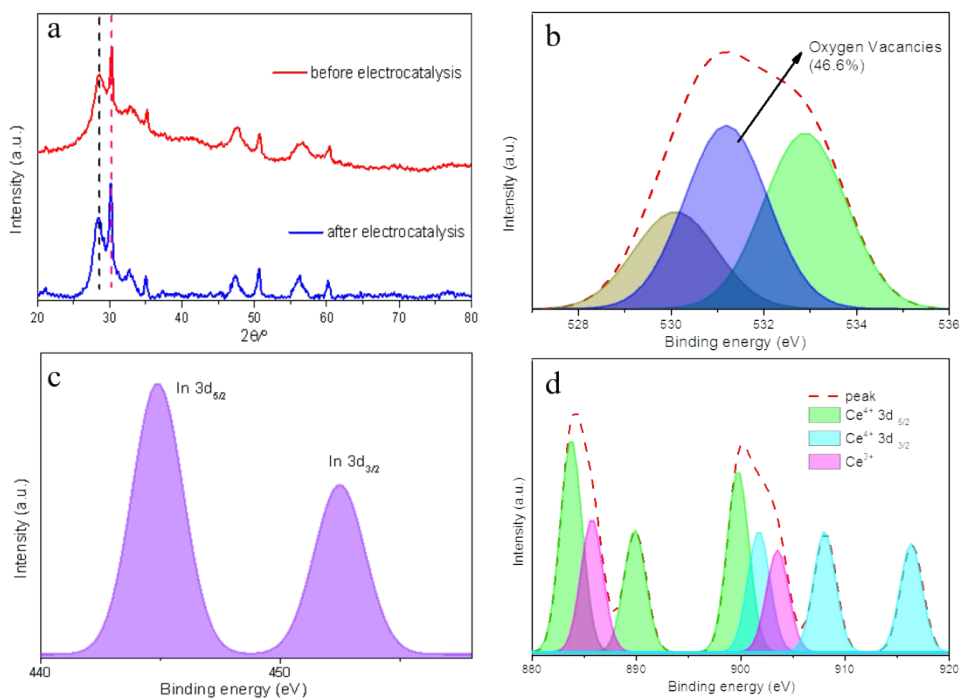 a
before electrocatalysis
after electrocatalysis
Intensity (a.u.)
20 30 40 50 60 70 80
2θ/°
b
Oxygen Vacancies
(46.6%)
Intensity (a.u.)
528 530 532 534 536
Binding energy (eV)
c
In 3d5/2
In 3d3/2
Intensity (a.u.)
440 450
Binding energy (eV)
d
peak
Ce4+ 3d 5/2
Ce4+ 3d 3/2
Ce3+
Intensity (a.u.)
880 890 900 910 920
Binding energy (eV)